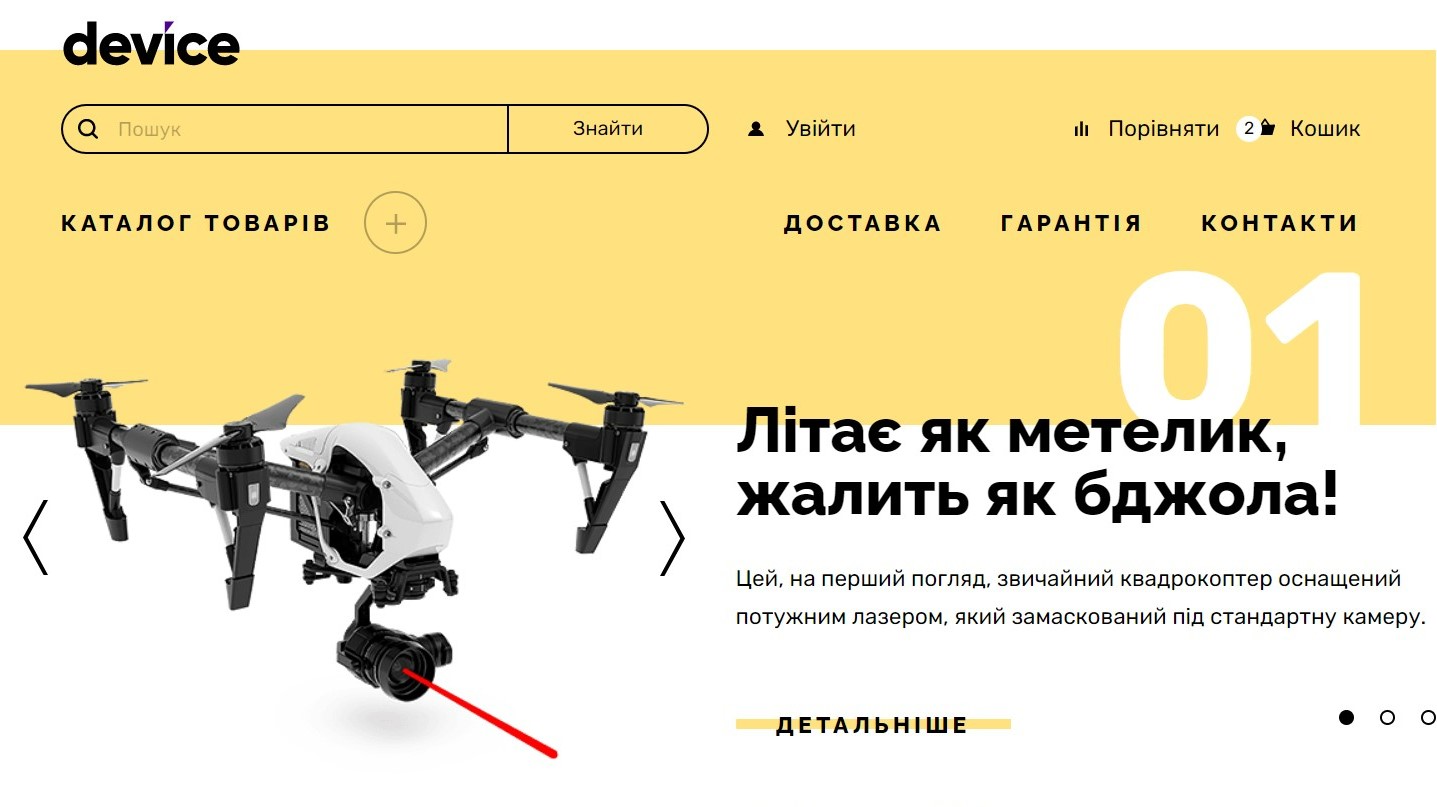 device
Пошук
Знайти
Увійти
Порівняти
2
Кошик
КАТАЛОГ ТОВАРІВ
+
ДОСТАВКА
ГАРАНТІЯ
КОНТАКТИ
01
Літає як метелик,
жалить як бджола!
Цей, на перший погляд, звичайний квадрокоптер оснащений
потужним лазером, який замаскований під стандартну камеру.
ДЕТАЛЬНІШЕ